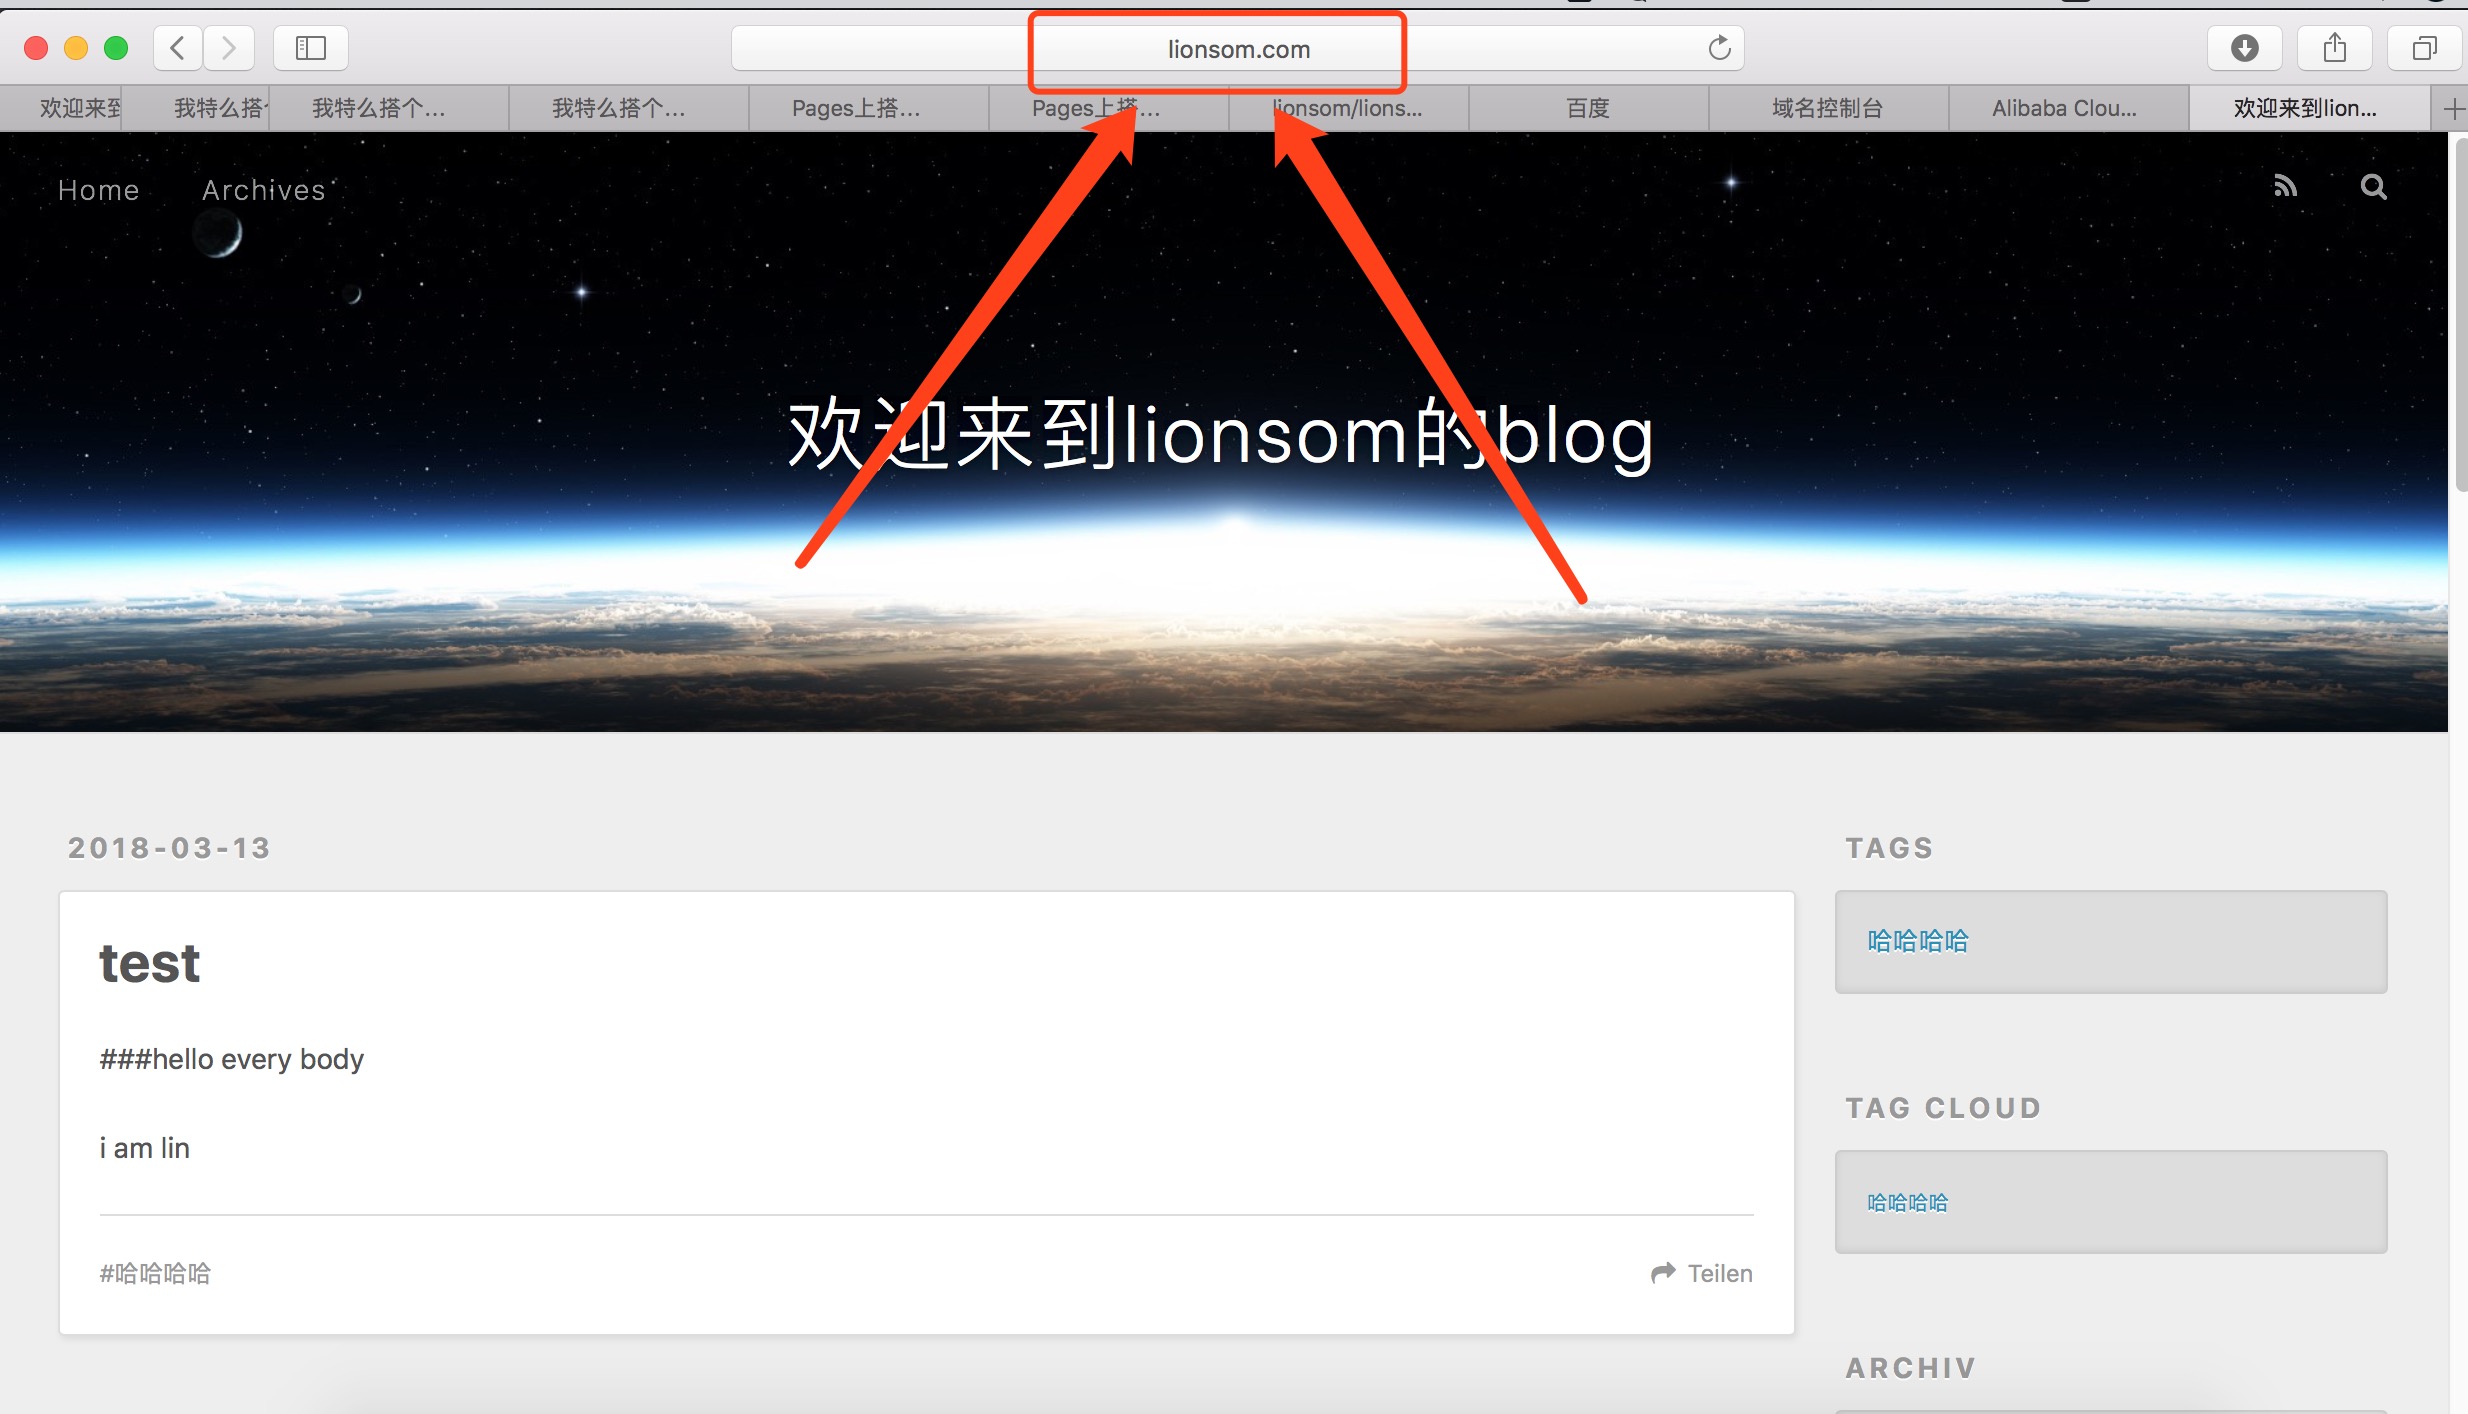 lionsom.com
欢迎来到 我特么搭 我特么搭个... 我特么搭个... Pages上搭... Pages上搭... lionsom/lions... 百度 域名控制台 Alibaba Clou... 欢迎来到lion...
Home Archives
欢迎来到lionsom的blog
2018-03-13
test
###hello every body
i am lin
#哈哈哈哈 Teilen
TAGS
哈哈哈哈
TAG CLOUD
哈哈哈哈
ARCHIV